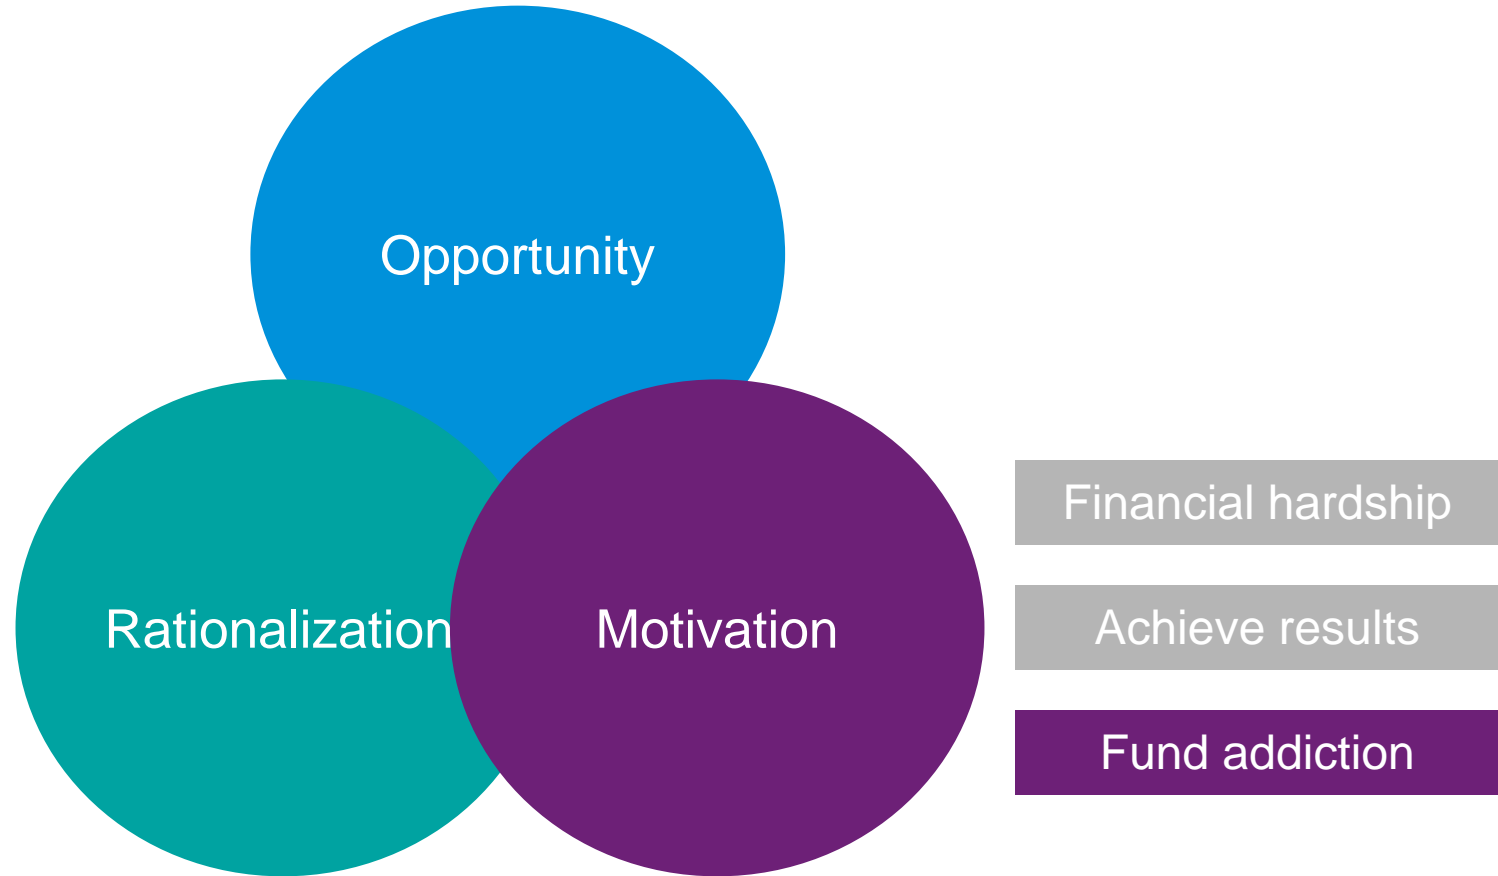 Opportunity
Rationalization
Motivation
Financial hardship
Achieve results
Fund addiction